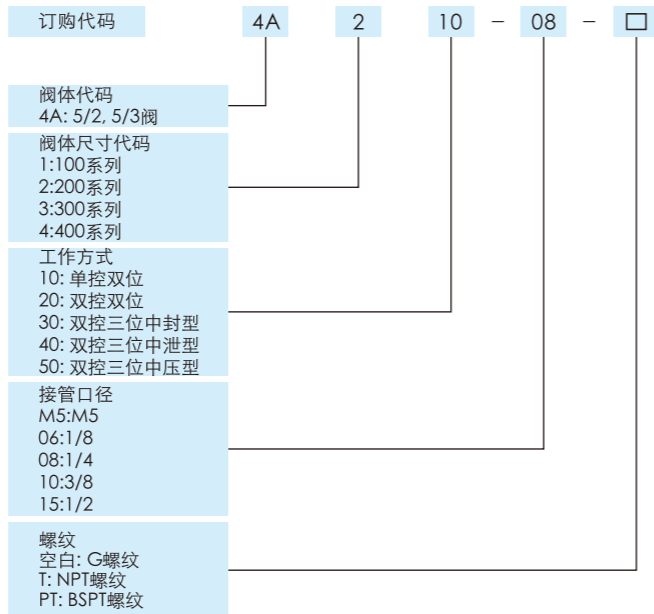 订购代码 4A 2 10 - 08 - □
阀体代码
4A: 5/2, 5/3阀
阀体尺寸代码
1:100系列
2:200系列
3:300系列
4:400系列
工作方式
10: 单控双位
20: 双控双位
30: 双控三位中封型
40: 双控三位中泄型
50: 双控三位中压型
接管口径
M5:M5
06:1/8
08:1/4
10:3/8
15:1/2
螺纹
空白: G螺纹
T: NPT螺纹
PT: BSPT螺纹